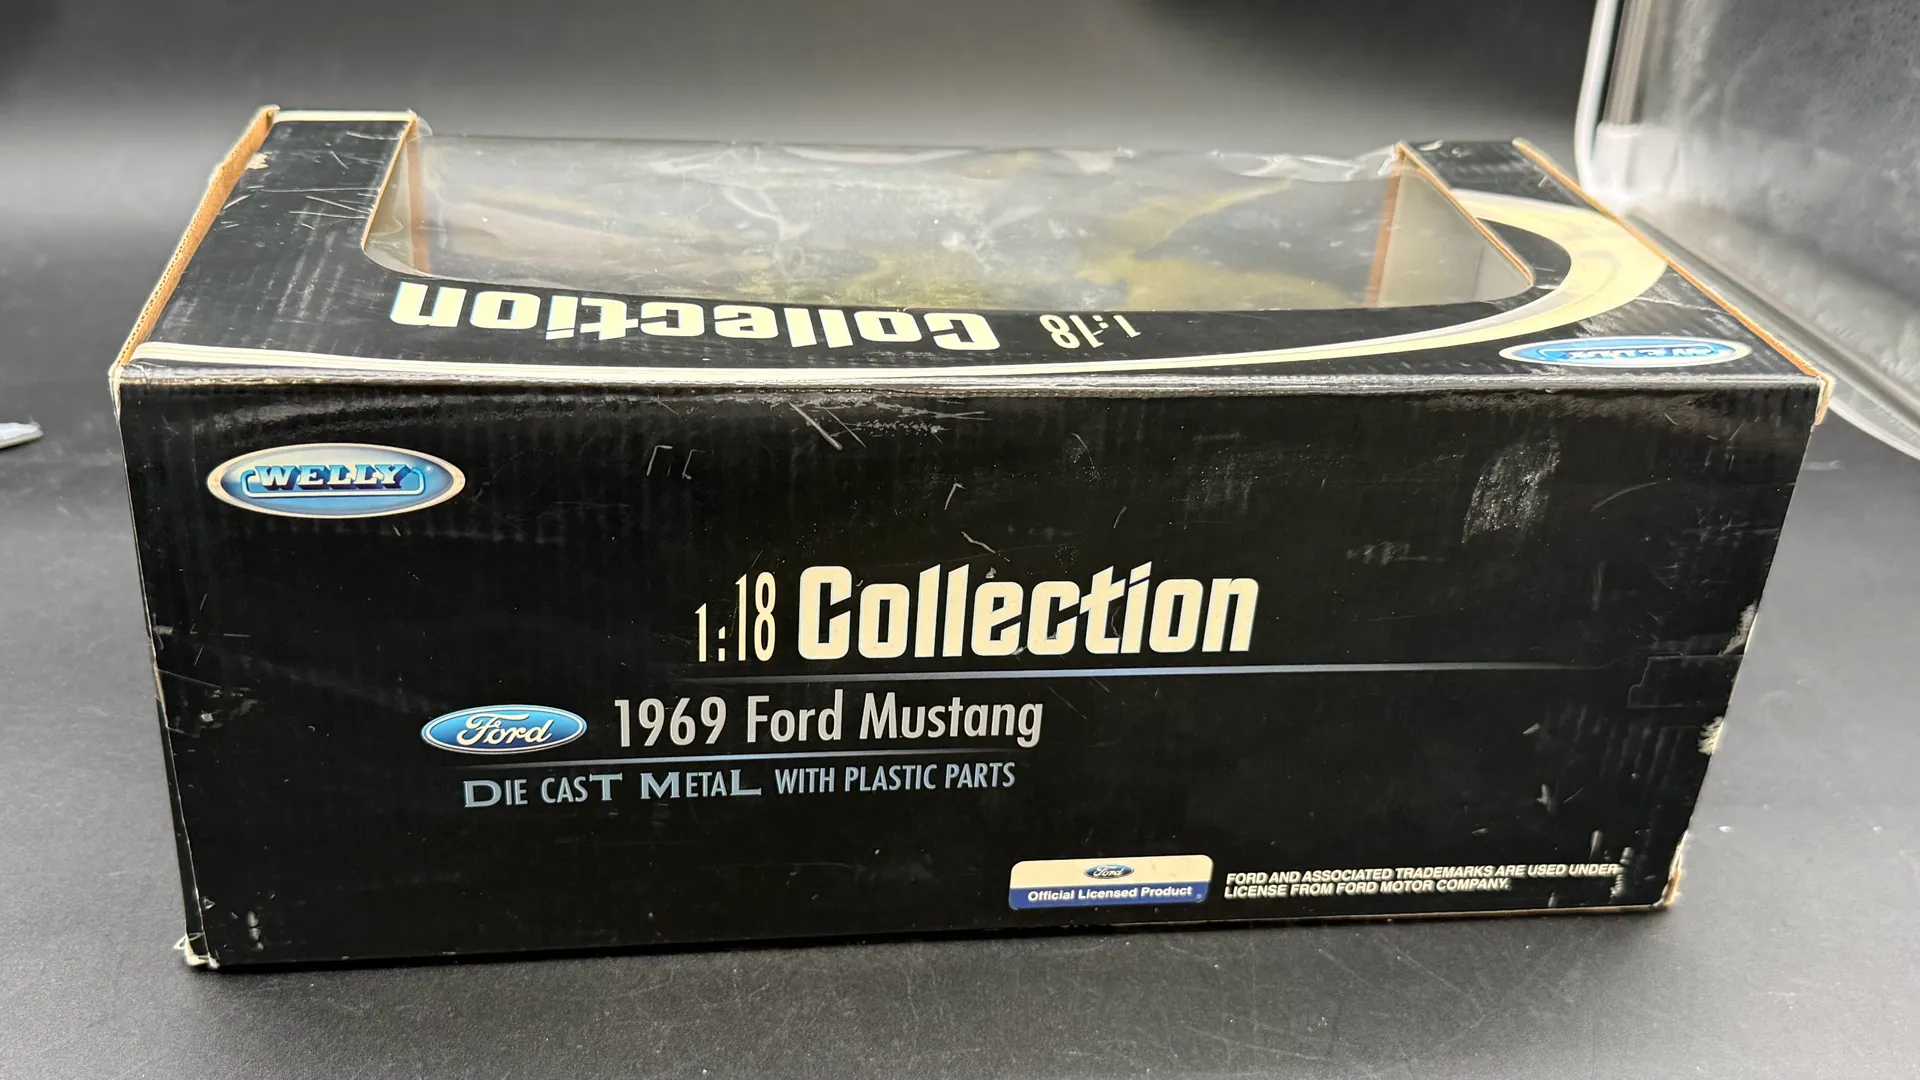 Collection 1:18
WELLY
WELLY
1:18 Collection
Ford 1969 Ford Mustang
DIE CAST METAL WITH PLASTIC PARTS
Ford
Official Licensed Product
FORD AND ASSOCIATED TRADEMARKS ARE USED UNDER
LICENSE FROM FORD MOTOR COMPANY.